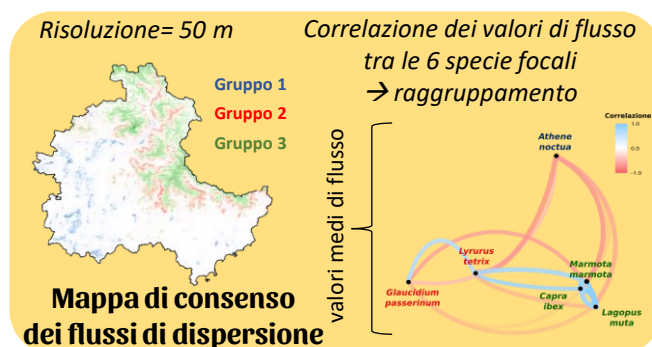 Risoluzione= 50 m
Gruppo 1
Gruppo 2
Gruppo 3
Mappa di consenso
dei flussi di dispersione
Correlazione dei valori di flusso
tra le 6 specie focali
→ raggruppamento
valori medi di flusso
Correlazione
1.0
0.0
-1.0
Athene
noctua
Lyrurus
tetrix
Marmota
marmota
Glaucidium
passerinum
Capra
ibex
Lagopus
muta